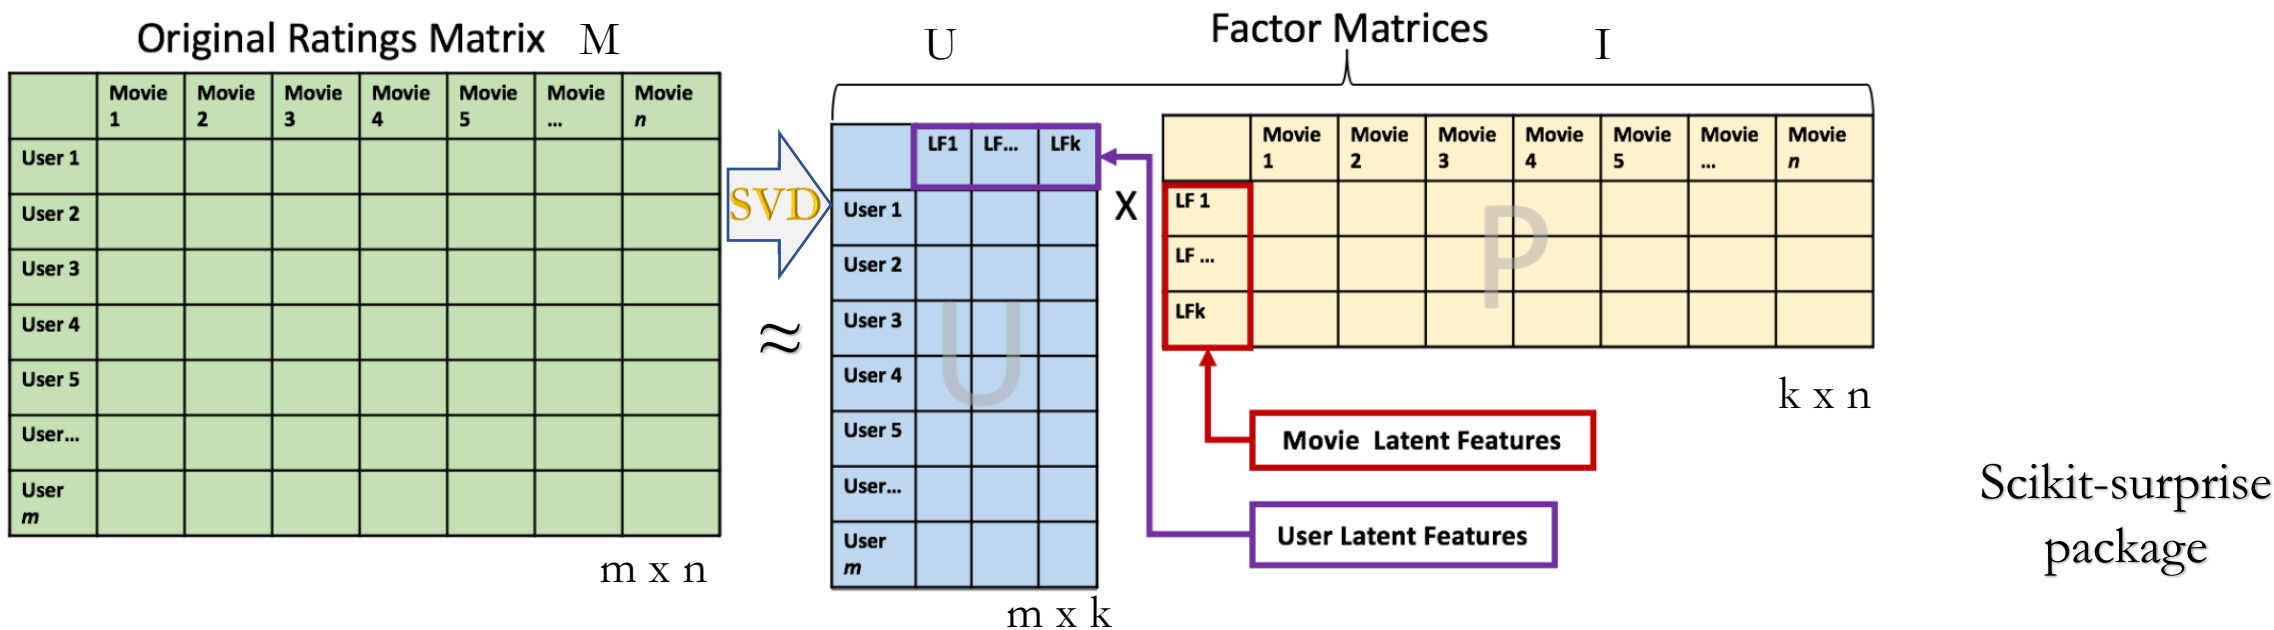 Original Ratings Matrix M
U Factor Matrices I
Movie 1 Movie 2 Movie 3 Movie 4 Movie 5 Movie ... Movie n
User 1
User 2
User 3
User 4
User 5
User...
User m
m x n
SVD
≈
LF1 LF... LFk
User 1
User 2
User 3
User 4
User 5
User...
User m
U
m x k
X
Movie 1 Movie 2 Movie 3 Movie 4 Movie 5 Movie ... Movie n
LF 1
LF ...
LFk
P
k x n
Movie Latent Features
User Latent Features
Scikit-surprise
package